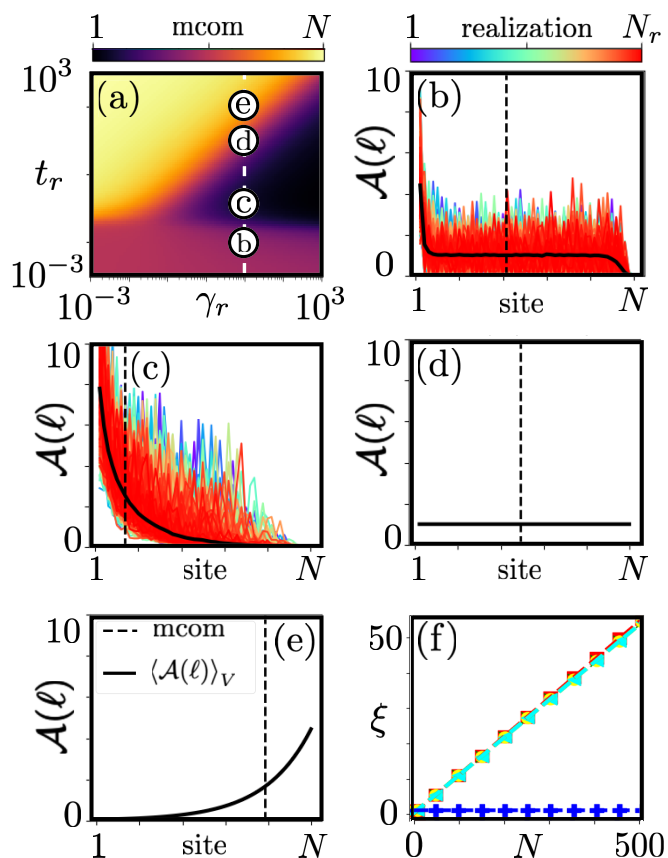 1 mcom N
1 realization N_r
10^3 (a) e d c b
t_r
10^{-3}
10^{-3} γ_r 10^3
10 (b)
𝒜(ℓ)
0
1 site N
10 (c)
𝒜(ℓ)
0
1 site N
10 (d)
𝒜(ℓ)
0
1 site N
10 (e)
mcom
⟨𝒜(ℓ)⟩_V
𝒜(ℓ)
0
1 site N
50 (f)
ξ
0
0 N 500